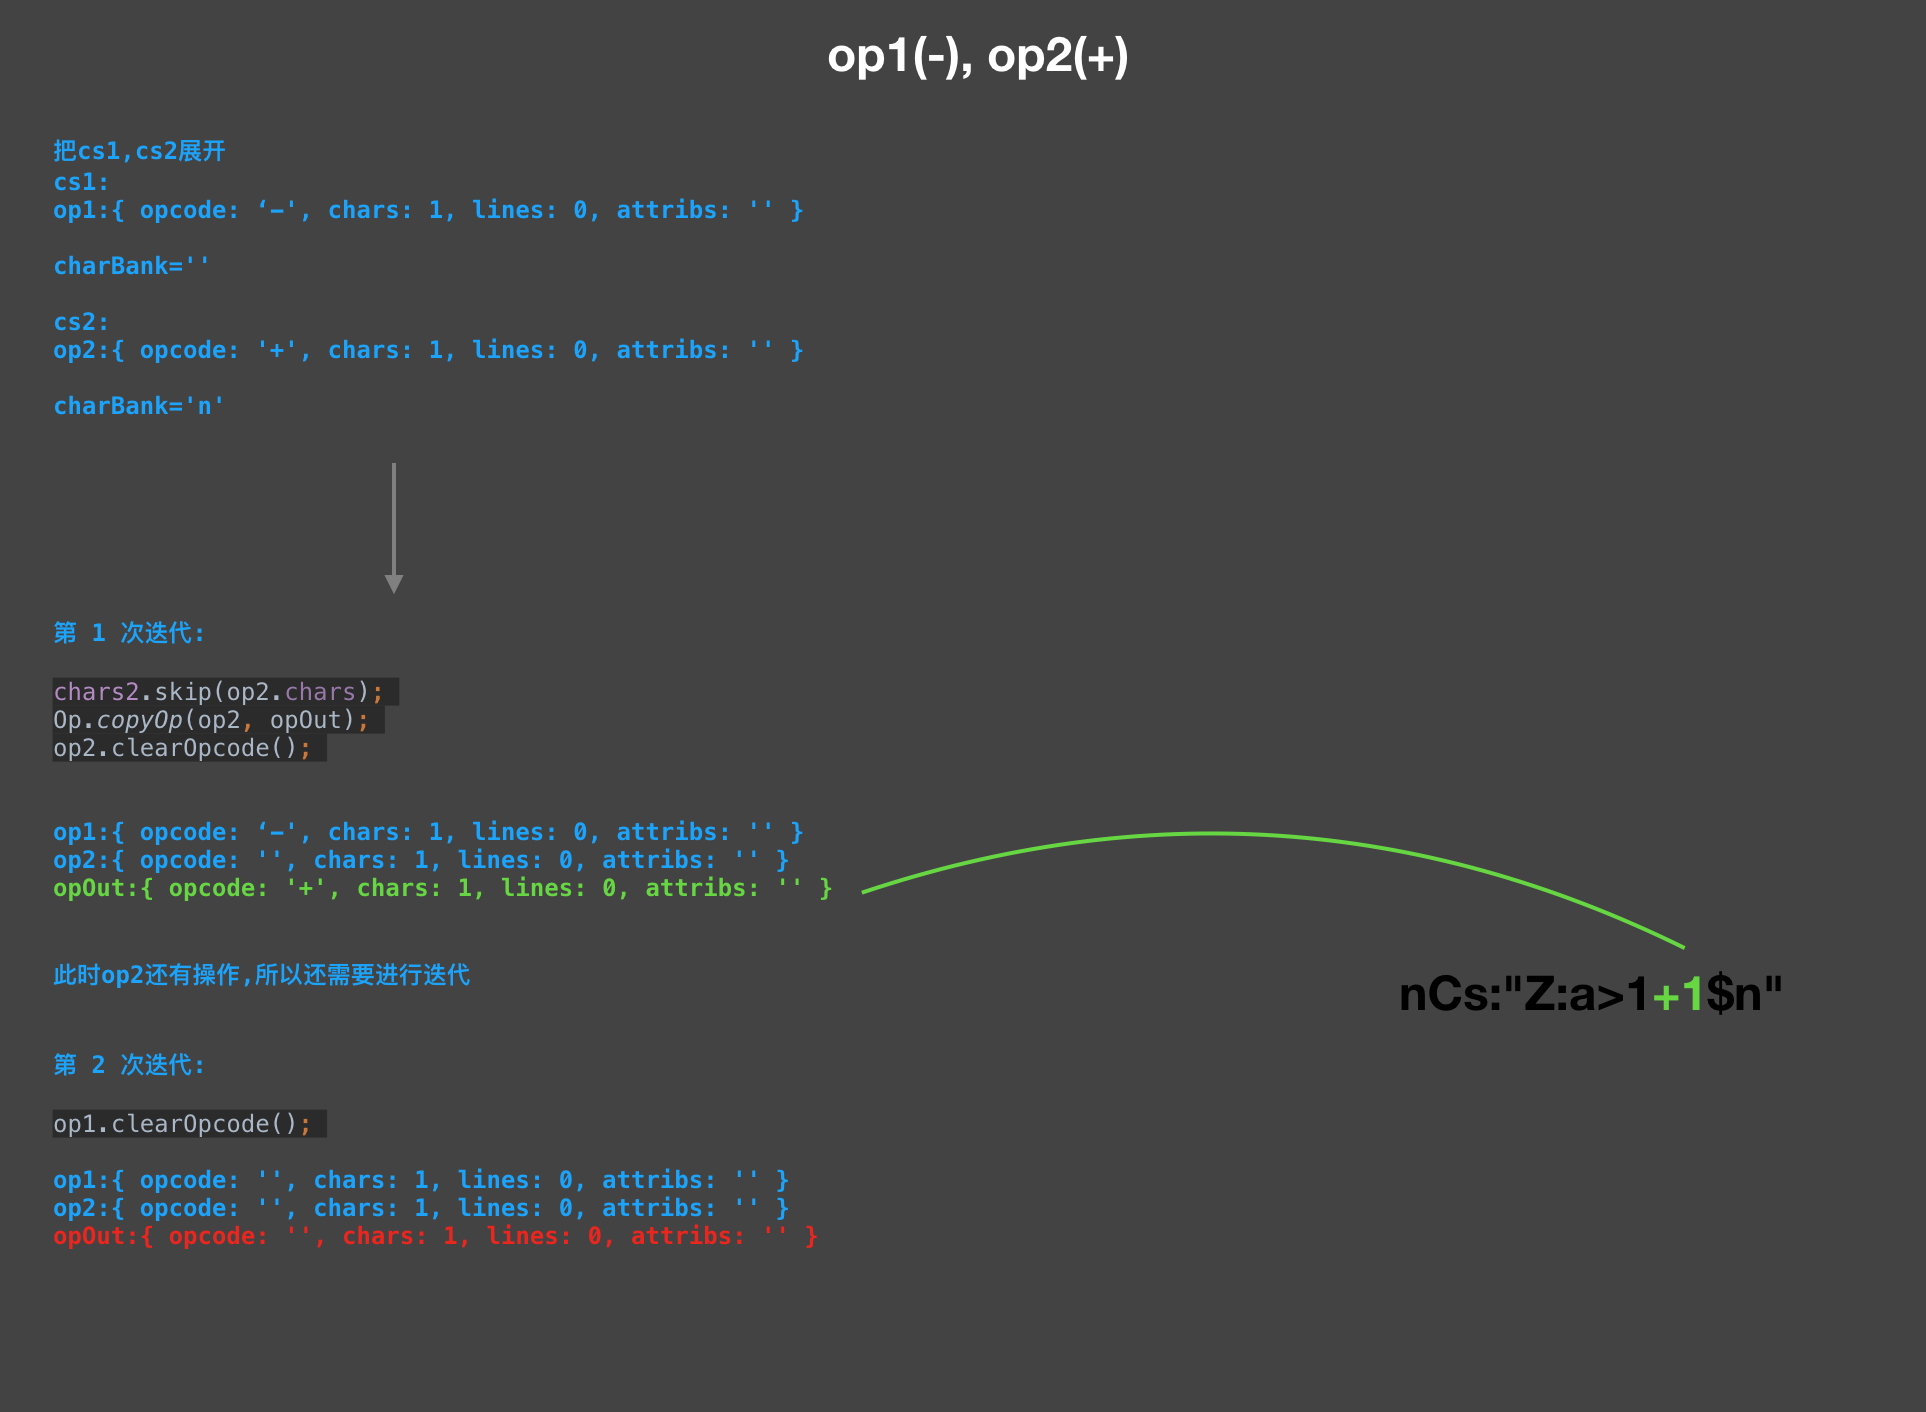 op1(-), op2(+)
把cs1,cs2展开
cs1:
op1:{ opcode: ‘−', chars: 1, lines: 0, attribs: '' }
charBank=''
cs2:
op2:{ opcode: '+', chars: 1, lines: 0, attribs: '' }
charBank='n'
第 1 次迭代:
chars2.skip(op2.chars);
Op.copyOp(op2, opOut);
op2.clearOpcode();
op1:{ opcode: ‘−', chars: 1, lines: 0, attribs: '' }
op2:{ opcode: '', chars: 1, lines: 0, attribs: '' }
opOut:{ opcode: '+', chars: 1, lines: 0, attribs: '' }
此时op2还有操作,所以还需要进行迭代
nCs:"Z:a>1+1$n"
第 2 次迭代:
op1.clearOpcode();
op1:{ opcode: '', chars: 1, lines: 0, attribs: '' }
op2:{ opcode: '', chars: 1, lines: 0, attribs: '' }
opOut:{ opcode: '', chars: 1, lines: 0, attribs: '' }